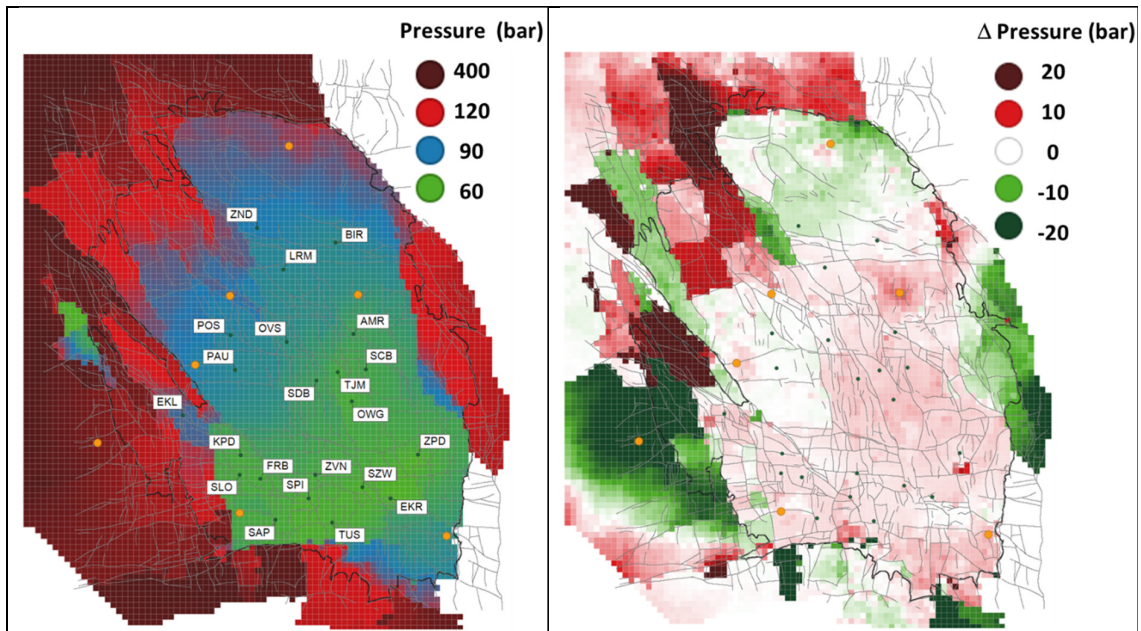 Pressure (bar)
400
120
90
60
ZND
BIR
LRM
POS
OVS
AMR
PAU
SCB
SDB
TJM
EKL
OWG
KPD
ZPD
FRB
ZVN
SZW
SLO
SPI
EKR
SAP
TUS
Δ Pressure (bar)
20
10
0
-10
-20